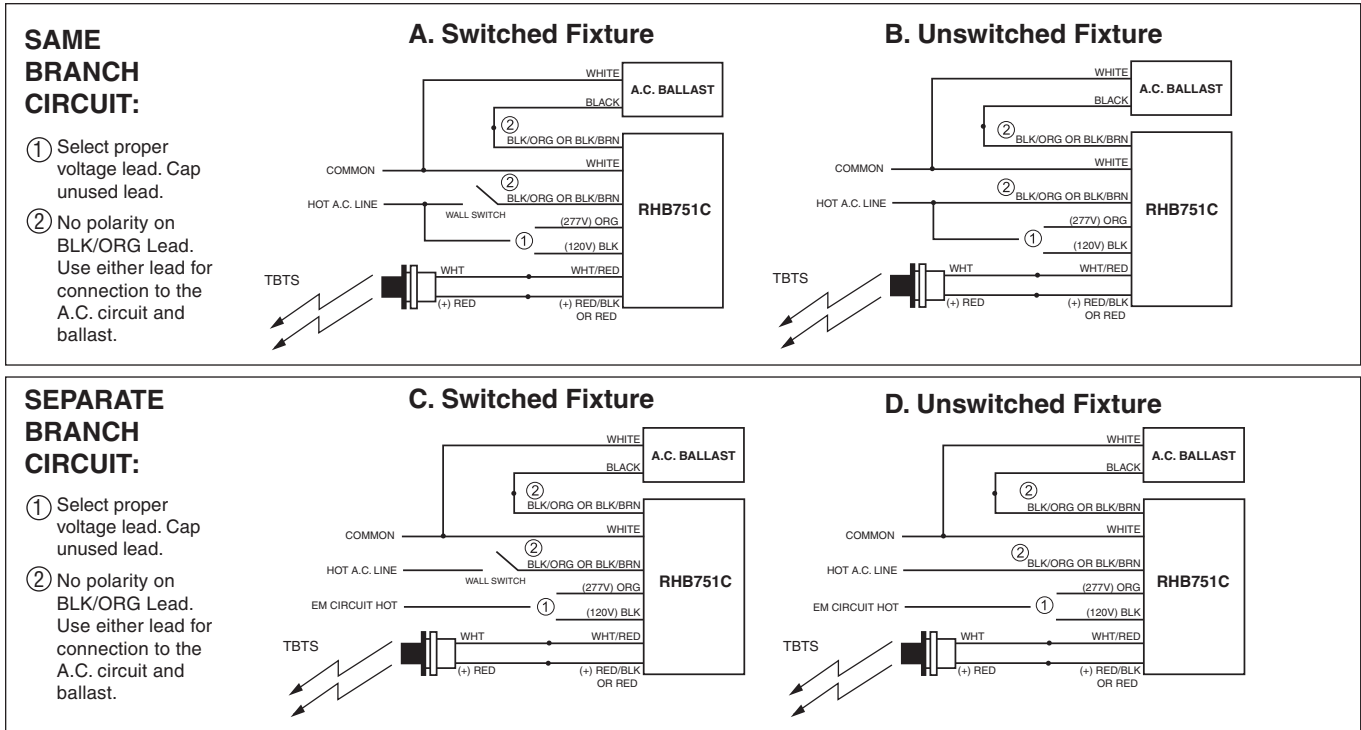 SAME
BRANCH
CIRCUIT:
① Select proper
voltage lead. Cap
unused lead.
② No polarity on
BLK/ORG Lead.
Use either lead for
connection to the
A.C. circuit and
ballast.
A. Switched Fixture
WHITE
A.C. BALLAST
BLACK
②
BLK/ORG OR BLK/BRN
WHITE
COMMON
②
BLK/ORG OR BLK/BRN
HOT A.C. LINE
WALL SWITCH
RHB751C
(277V) ORG
①
(120V) BLK
TBTS
WHT
WHT/RED
(+) RED
(+) RED/BLK
OR RED
B. Unswitched Fixture
WHITE
A.C. BALLAST
BLACK
②
BLK/ORG OR BLK/BRN
WHITE
COMMON
②
BLK/ORG OR BLK/BRN
HOT A.C. LINE
RHB751C
(277V) ORG
①
(120V) BLK
TBTS
WHT
WHT/RED
(+) RED
(+) RED/BLK
OR RED
SEPARATE
BRANCH
CIRCUIT:
① Select proper
voltage lead. Cap
unused lead.
② No polarity on
BLK/ORG Lead.
Use either lead for
connection to the
A.C. circuit and
ballast.
C. Switched Fixture
WHITE
A.C. BALLAST
BLACK
②
BLK/ORG OR BLK/BRN
WHITE
COMMON
②
BLK/ORG OR BLK/BRN
HOT A.C. LINE
WALL SWITCH
RHB751C
(277V) ORG
EM CIRCUIT HOT
①
(120V) BLK
TBTS
WHT
WHT/RED
(+) RED
(+) RED/BLK
OR RED
D. Unswitched Fixture
WHITE
A.C. BALLAST
BLACK
②
BLK/ORG OR BLK/BRN
WHITE
COMMON
②
BLK/ORG OR BLK/BRN
HOT A.C. LINE
RHB751C
(277V) ORG
EM CIRCUIT HOT
①
(120V) BLK
TBTS
WHT
WHT/RED
(+) RED
(+) RED/BLK
OR RED